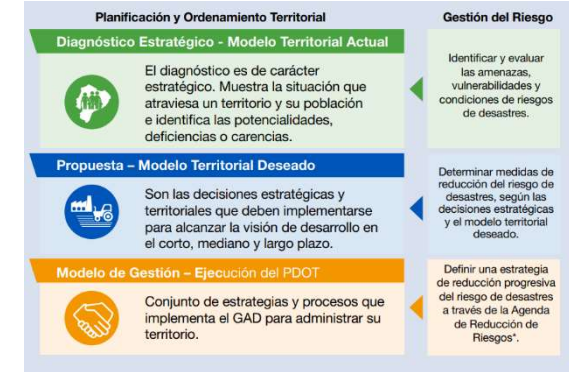 Planificación y Ordenamiento Territorial
Gestión del Riesgo
Diagnóstico Estratégico - Modelo Territorial Actual
El diagnóstico es de carácter
estratégico. Muestra la situación que
atraviesa un territorio y su población
e identifica las potencialidades,
deficiencias o carencias.
Identificar y evaluar
las amenazas,
vulnerabilidades y
condiciones de riesgos
de desastres.
Propuesta – Modelo Territorial Deseado
Son las decisiones estratégicas y
territoriales que deben implementarse
para alcanzar la visión de desarrollo en
el corto, mediano y largo plazo.
Determinar medidas de
reducción del riesgo de
desastres, según las
decisiones estratégicas
y el modelo territorial
deseado.
Modelo de Gestión – Ejecución del PDOT
Conjunto de estrategias y procesos que
implementa el GAD para administrar su
territorio.
Definir una estrategia
de reducción progresiva
del riesgo de desastres
a través de la Agenda
de Reducción de
Riesgos*.